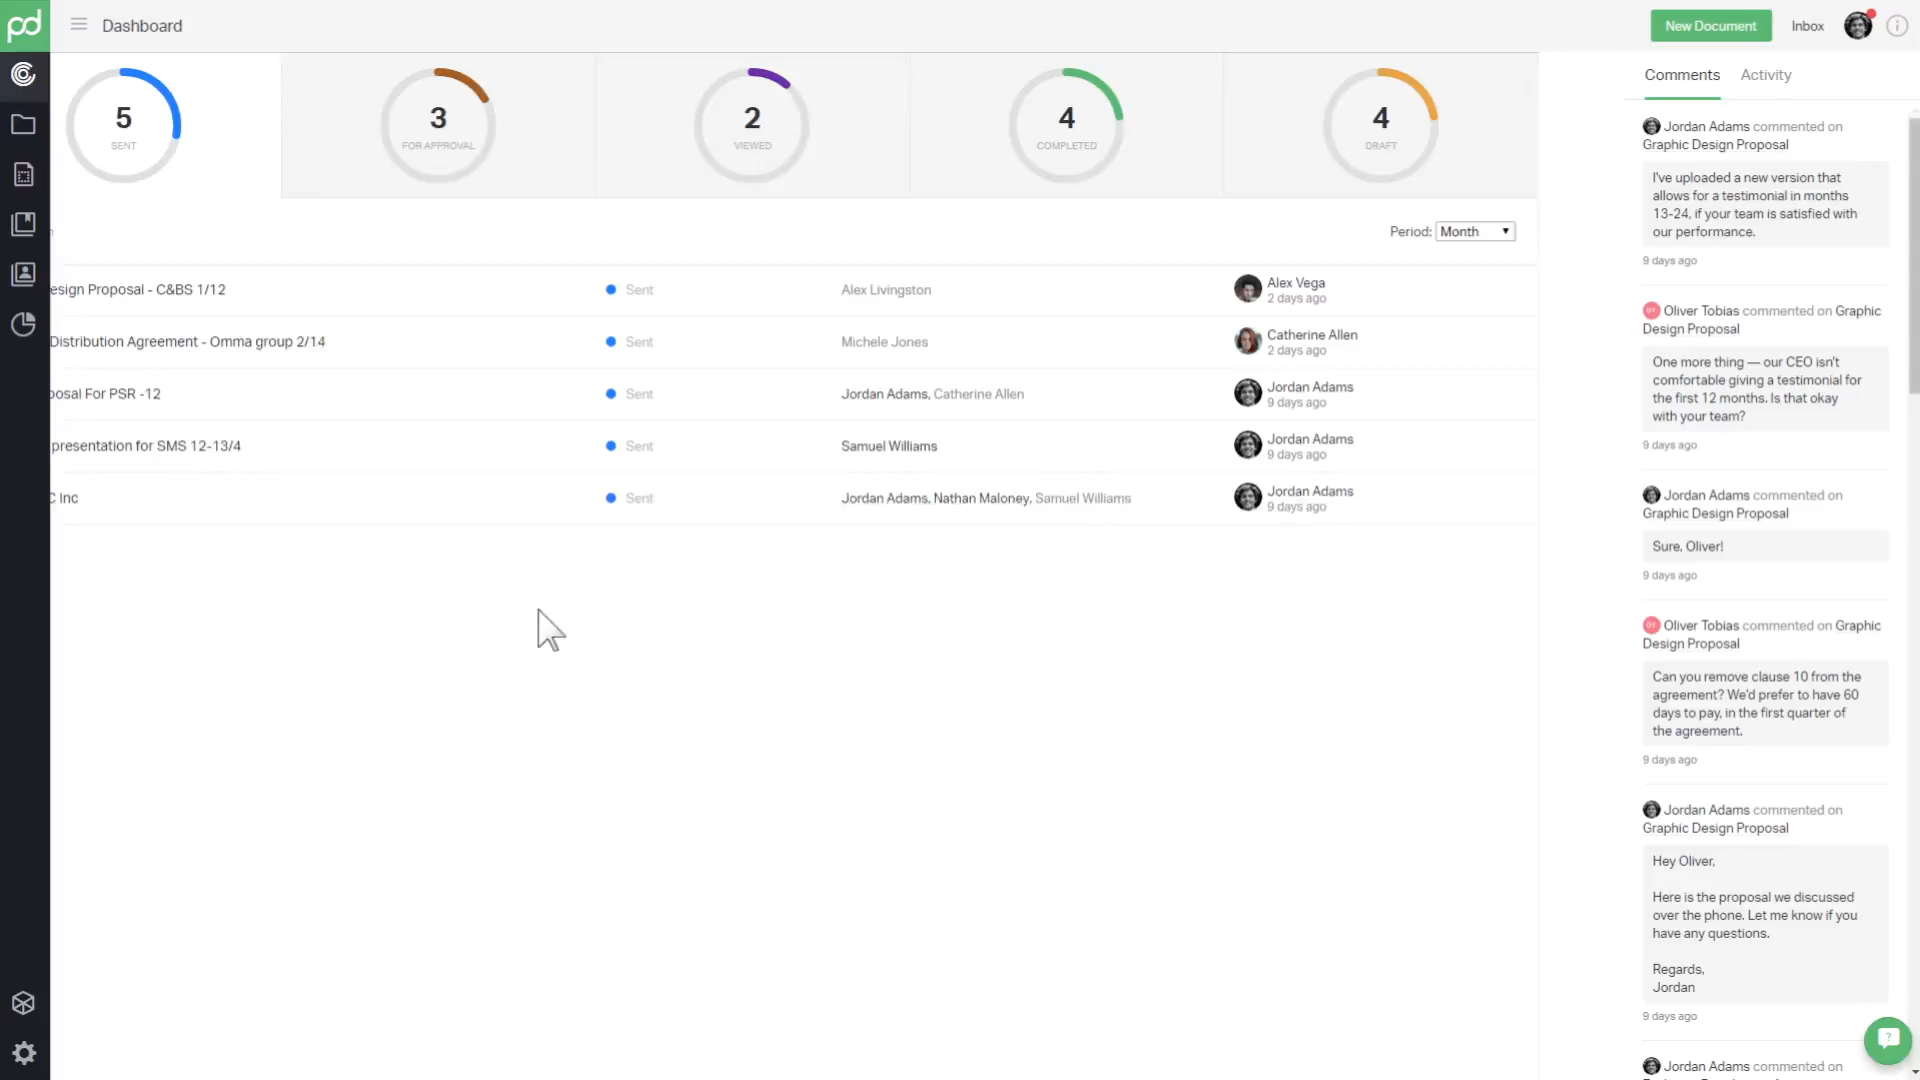 pd
Dashboard
New Document
Inbox
5
SENT
3
FOR APPROVAL
2
VIEWED
4
COMPLETED
4
DRAFT
Period: Month
esign Proposal - C&BS 1/12
Sent
Alex Livingston
Alex Vega
2 days ago
Distribution Agreement - Omma group 2/14
Sent
Michele Jones
Catherine Allen
2 days ago
posal For PSR -12
Sent
Jordan Adams, Catherine Allen
Jordan Adams
9 days ago
presentation for SMS 12-13/4
Sent
Samuel Williams
Jordan Adams
9 days ago
C Inc
Sent
Jordan Adams, Nathan Maloney, Samuel Williams
Jordan Adams
9 days ago
Comments
Activity
Jordan Adams commented on
Graphic Design Proposal
I've uploaded a new version that
allows for a testimonial in months
13-24, if your team is satisfied with
our performance.
9 days ago
Oliver Tobias commented on Graphic
Design Proposal
One more thing — our CEO isn't
comfortable giving a testimonial for
the first 12 months. Is that okay
with your team?
9 days ago
Jordan Adams commented on
Graphic Design Proposal
Sure, Oliver!
9 days ago
Oliver Tobias commented on Graphic
Design Proposal
Can you remove clause 10 from the
agreement? We'd prefer to have 60
days to pay, in the first quarter of
the agreement.
9 days ago
Jordan Adams commented on
Graphic Design Proposal
Hey Oliver,
Here is the proposal we discussed
over the phone. Let me know if you
have any questions.
Regards,
Jordan
9 days ago
Jordan Adams commented on